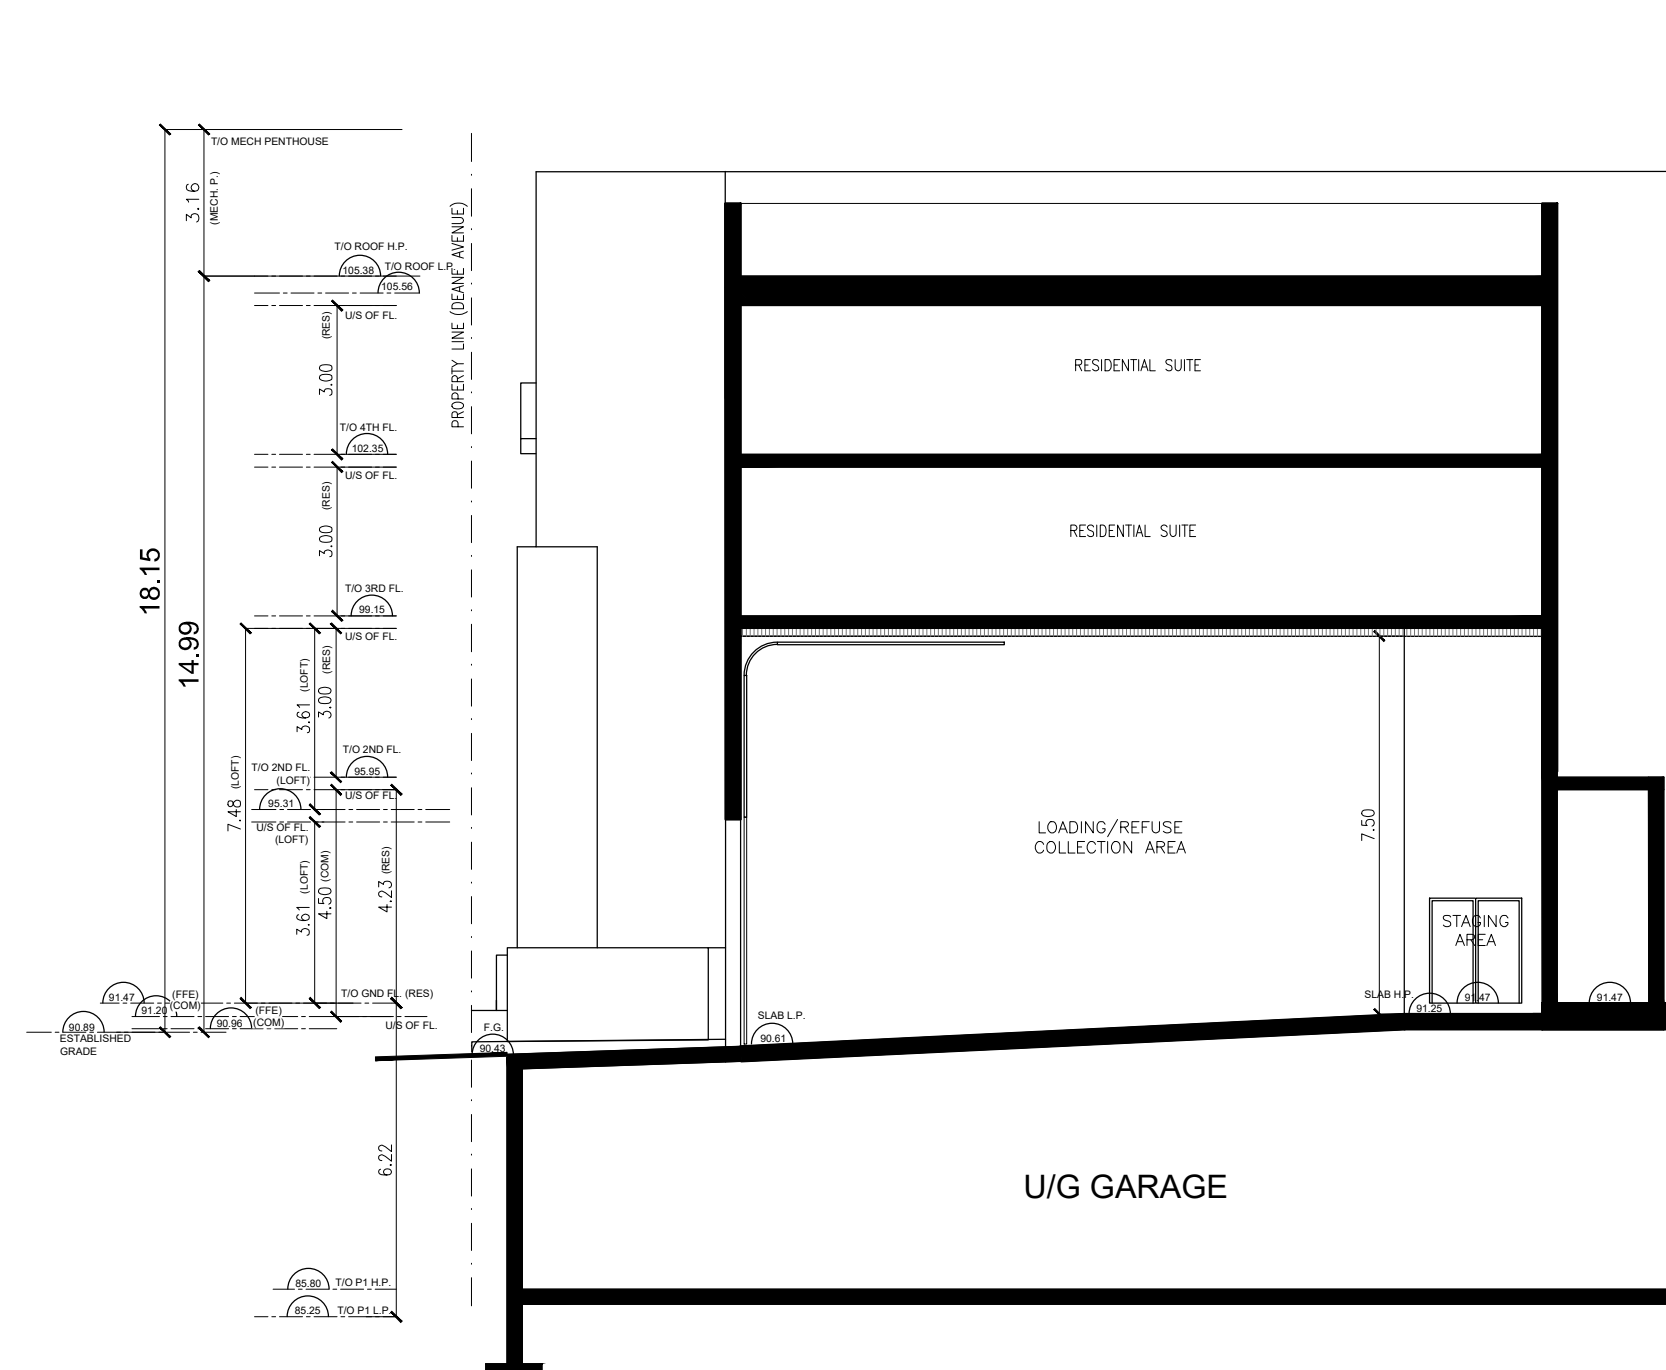 T/O MECH PENTHOUSE
3.16
(MECH. P.)
T/O ROOF H.P.
105.38
T/O ROOF L.P.
105.56
U/S OF FL.
3.00 (RES)
PROPERTY LINE (DEANE AVENUE)
RESIDENTIAL SUITE
T/O 4TH FL.
102.35
U/S OF FL.
3.00 (RES)
RESIDENTIAL SUITE
18.15
14.99
T/O 3RD FL.
99.15
U/S OF FL.
3.61 (LOFT)
3.00 (RES)
T/O 2ND FL.
95.95
T/O 2ND FL.
(LOFT)
95.31
U/S OF FL.
U/S OF FL.
(LOFT)
7.48 (LOFT)
3.61 (LOFT)
4.50 (COM)
4.23 (RES)
LOADING/REFUSE
COLLECTION AREA
7.50
STAGING
AREA
91.47
(FFE)
(COM)
91.20
T/O GND FL. (RES)
90.96
(FFE)
(COM)
U/S OF FL.
90.89
ESTABLISHED
GRADE
F.G.
90.43
SLAB L.P.
90.61
SLAB H.P.
91.25
91.47
91.47
6.22
U/G GARAGE
85.80
T/O P1 H.P.
85.25
T/O P1 L.P.